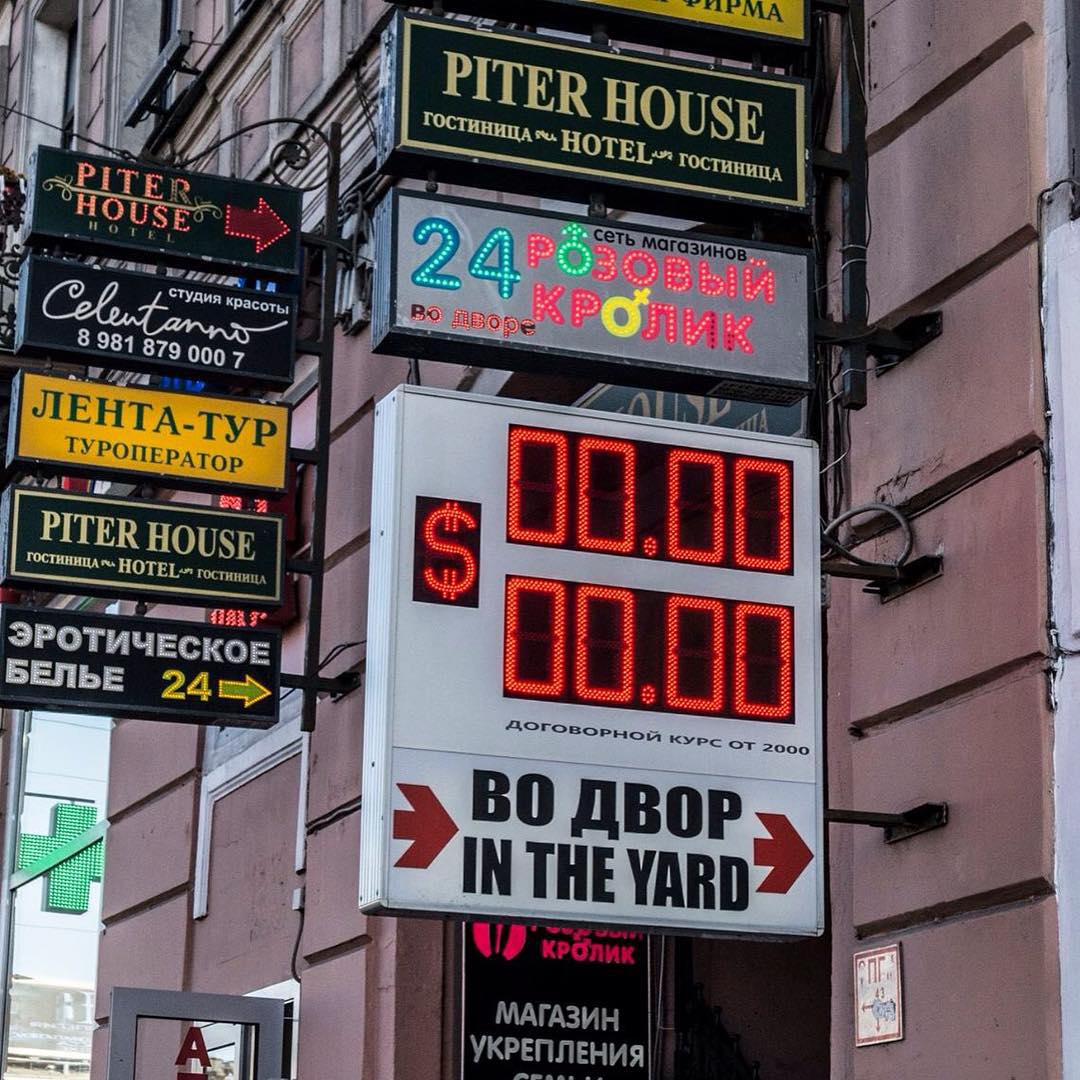 ФИРМА
PITER HOUSE
ГОСТИНИЦА HOTEL ГОСТИНИЦА
24 РОЗОВЫЙ КРОЛИК
сеть магазинов
Во дворе
PITER
HOUSE
HOTEL
студия красоты
Celentanno
8 981 879 000 7
ЛЕНТА-ТУР
ТУРОПЕРАТОР
PITER HOUSE
ГОСТИНИЦА HOTEL ГОСТИНИЦА
ЭРОТИЧЕСКОЕ
БЕЛЬЕ 24
$
00.00
00.00
ДОГОВОРНОЙ КУРС ОТ 2000
ВО ДВОР
IN THE YARD
КРОЛИК
МАГАЗИН
УКРЕПЛЕНИЯ
ПГ
А